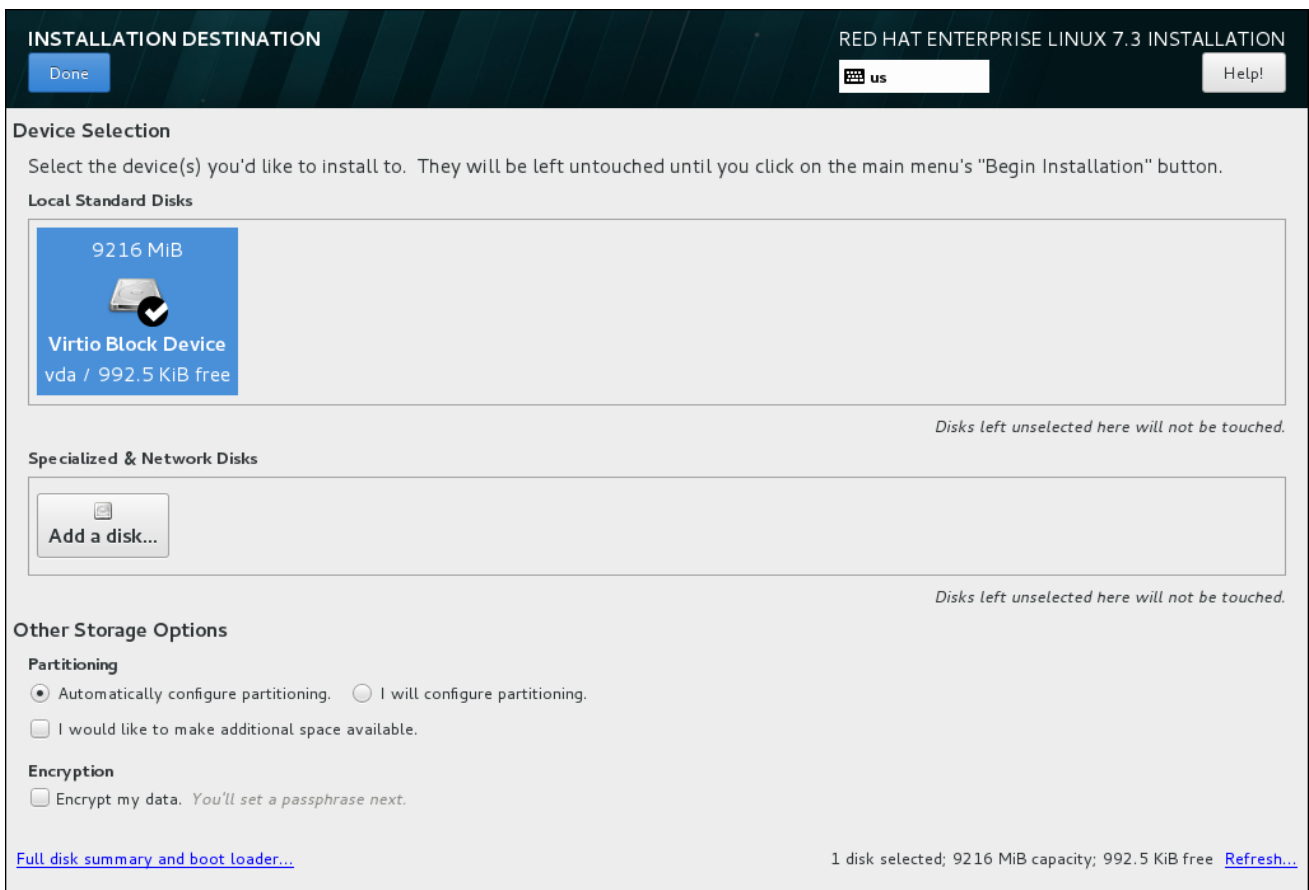 INSTALLATION DESTINATION
RED HAT ENTERPRISE LINUX 7.3 INSTALLATION
Done
us
Help!
Device Selection
Select the device(s) you'd like to install to.  They will be left untouched until you click on the main menu's "Begin Installation" button.
Local Standard Disks
9216 MiB
Virtio Block Device
vda / 992.5 KiB free
Disks left unselected here will not be touched.
Specialized & Network Disks
Add a disk...
Disks left unselected here will not be touched.
Other Storage Options
Partitioning
Automatically configure partitioning. I will configure partitioning.
I would like to make additional space available.
Encryption
Encrypt my data. You'll set a passphrase next.
Full disk summary and boot loader... 1 disk selected; 9216 MiB capacity; 992.5 KiB free Refresh...